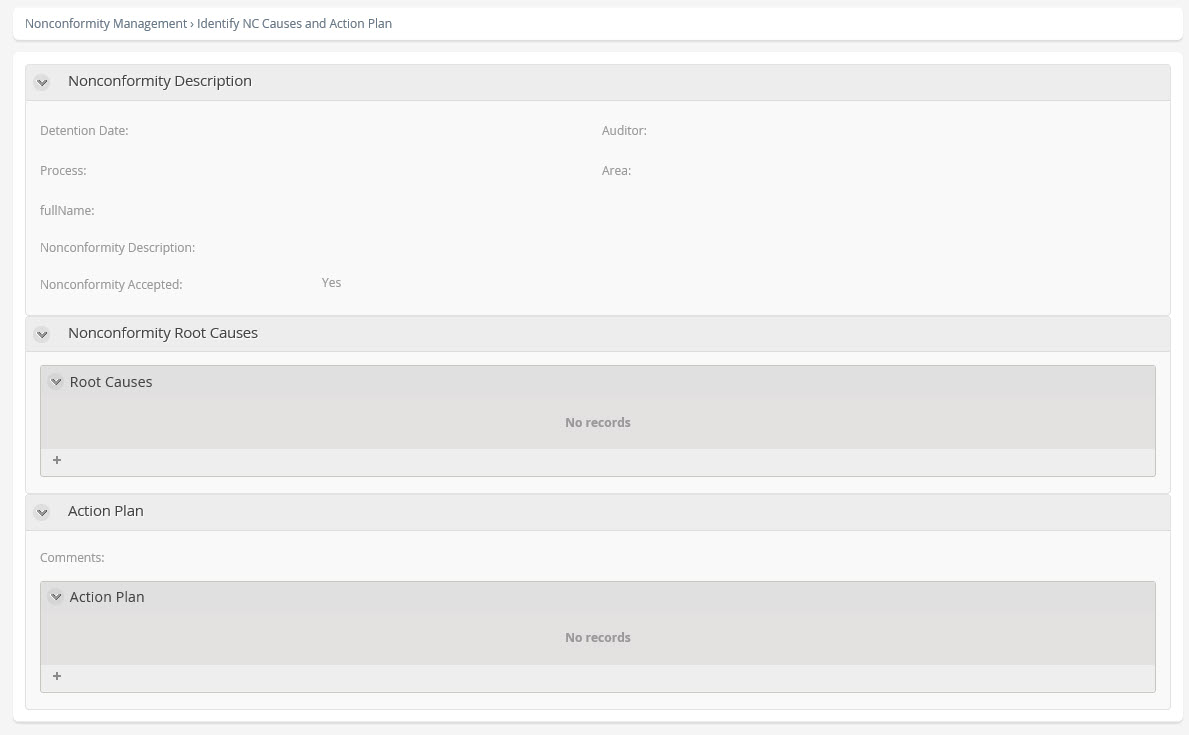 Nonconformity Management › Identify NC Causes and Action Plan
Nonconformity Description
Detention Date:
Auditor:
Process:
Area:
fullName:
Nonconformity Description:
Nonconformity Accepted: Yes
Nonconformity Root Causes
Root Causes
No records
+
Action Plan
Comments:
Action Plan
No records
+